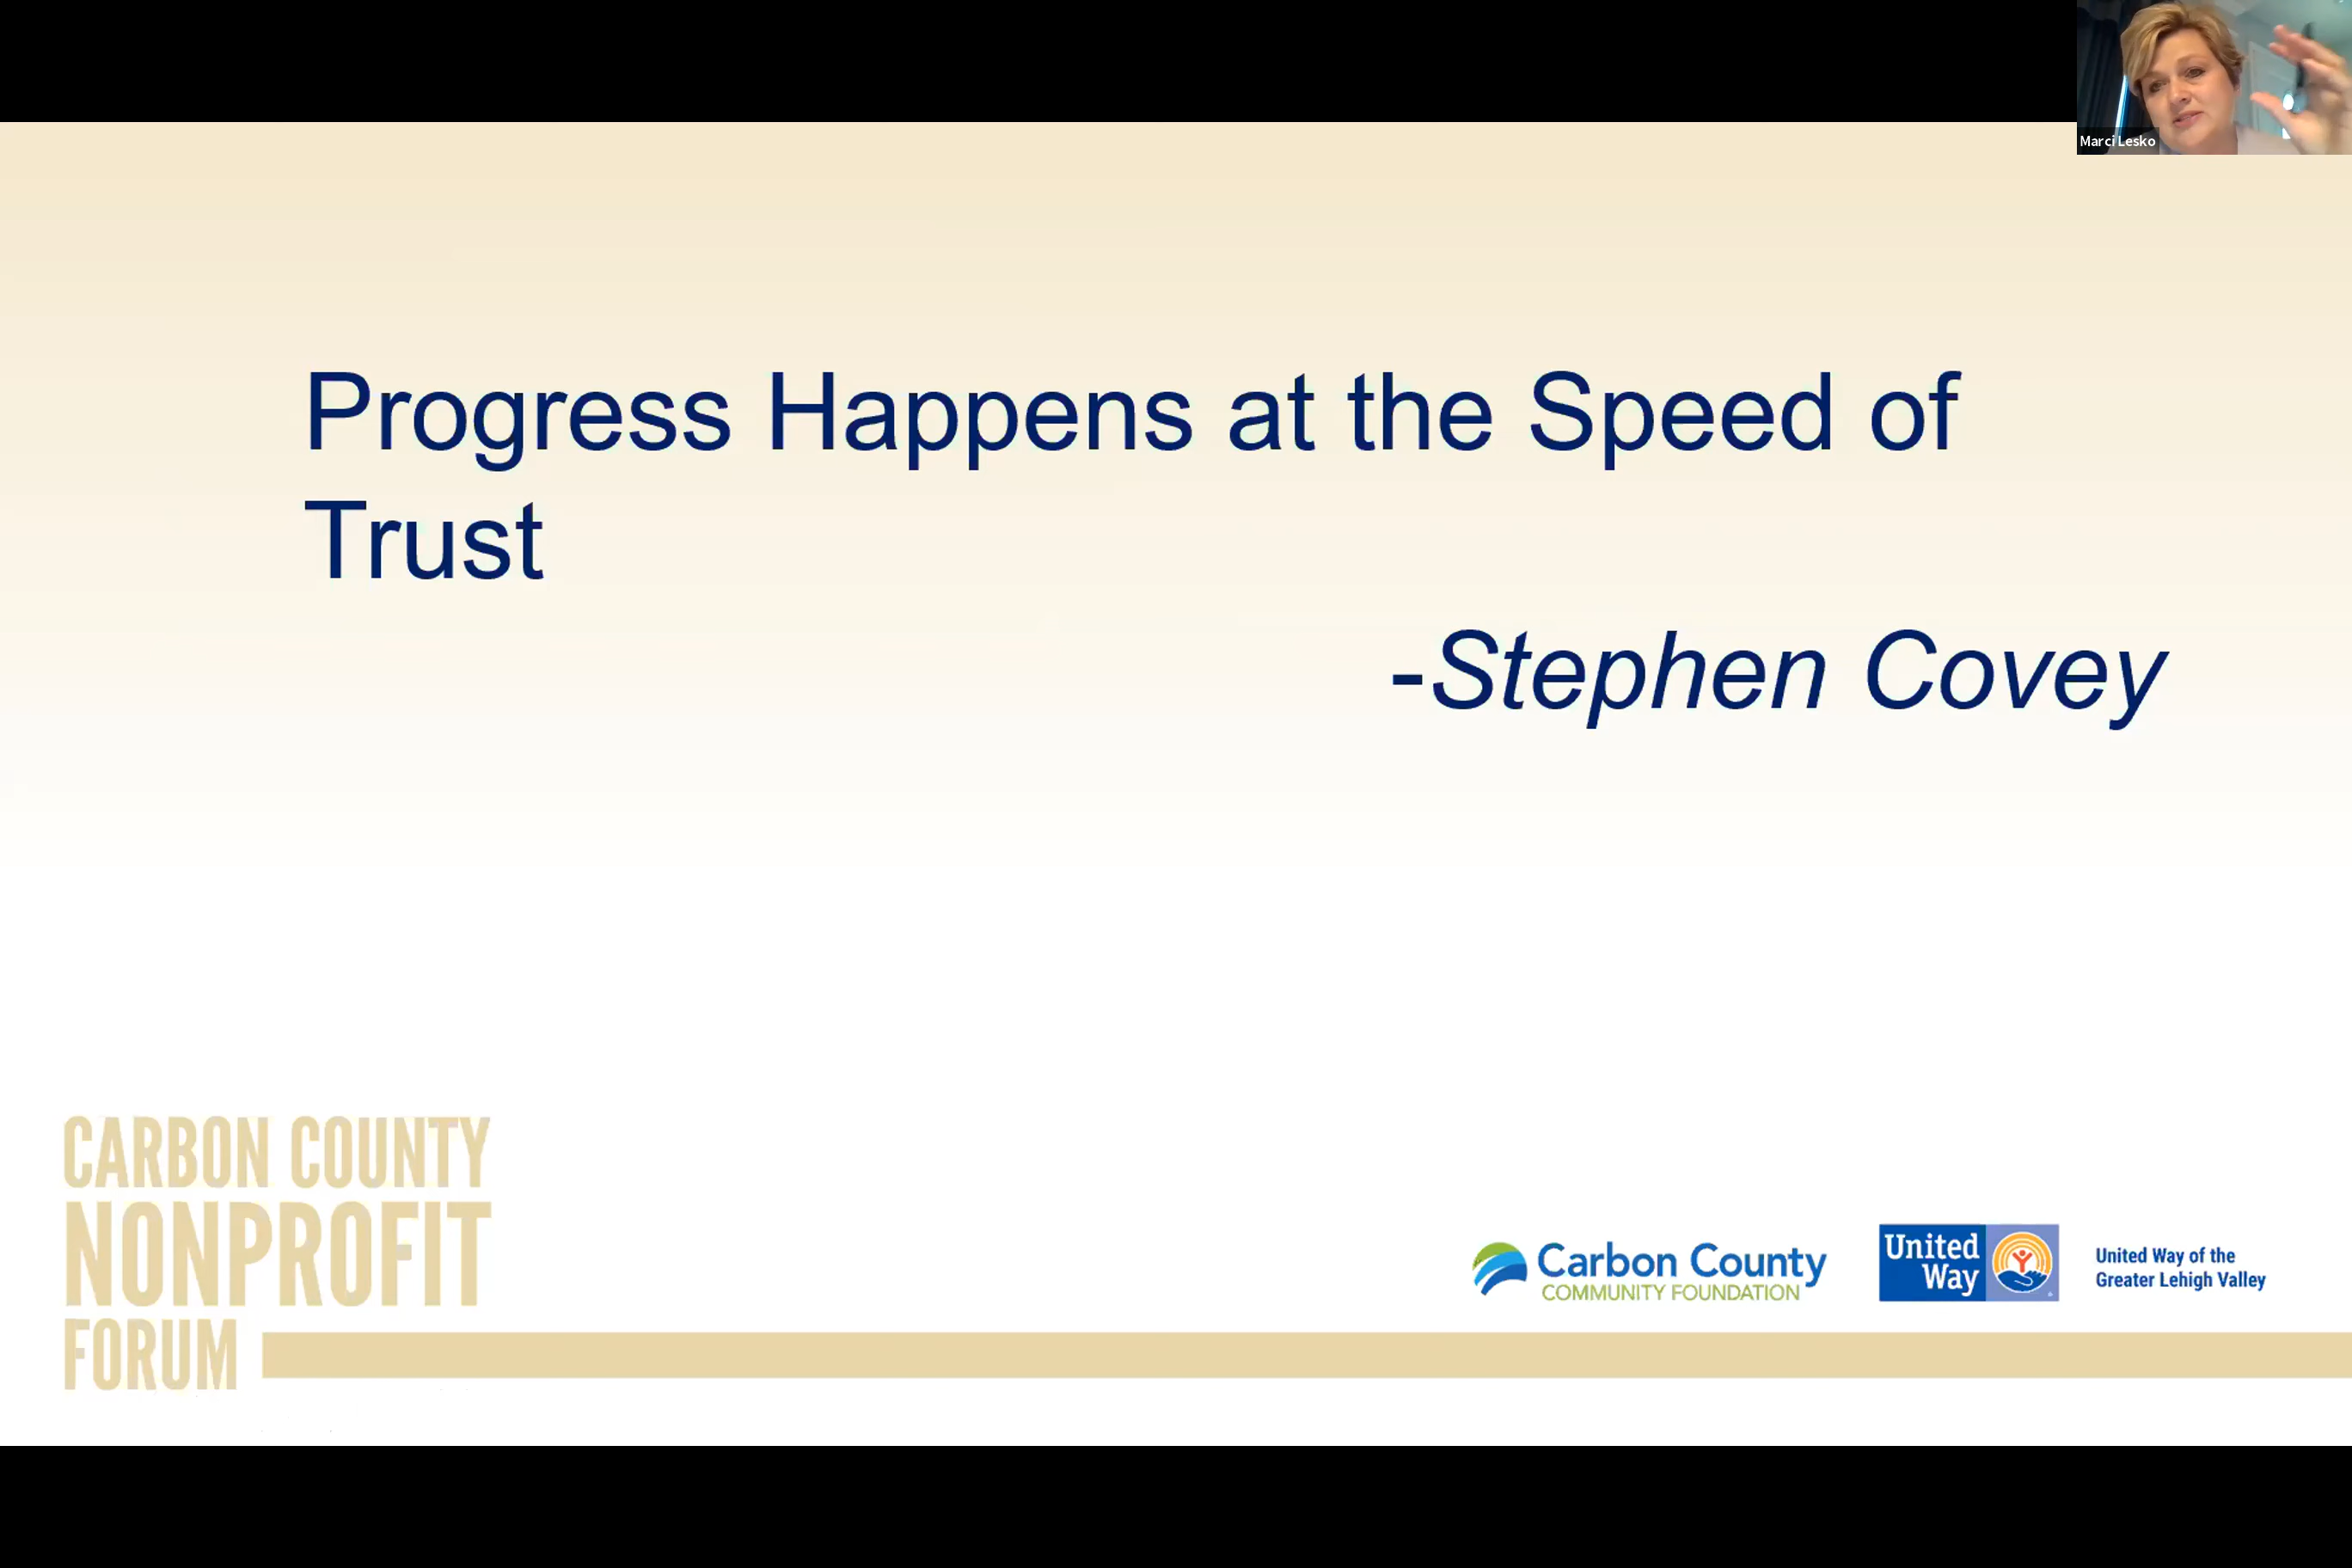 Marci Lesko
Progress Happens at the Speed of
Trust
-Stephen Covey
CARBON COUNTY
NONPROFIT
FORUM
Carbon County
COMMUNITY FOUNDATION
United
Way
United Way of the
Greater Lehigh Valley